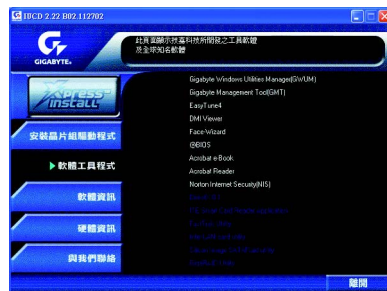 IUCD 2.22 B02.112702
GIGABYTE
此頁面顯示技嘉科技所開發之工具軟體
及全球知名軟體
Xpress
INSTALL
安裝晶片組驅動程式
軟體工具程式
軟體資訊
硬體資訊
與我們聯絡
Gigabyte Windows Utilities Manager(GWUM)
Gigabyte Management Tool(GMT)
EasyTune4
DMI Viewer
Face-Wizard
@BIOS
Acrobat e-Book
Acrobat Reader
Norton Internet Security(NIS)
離開